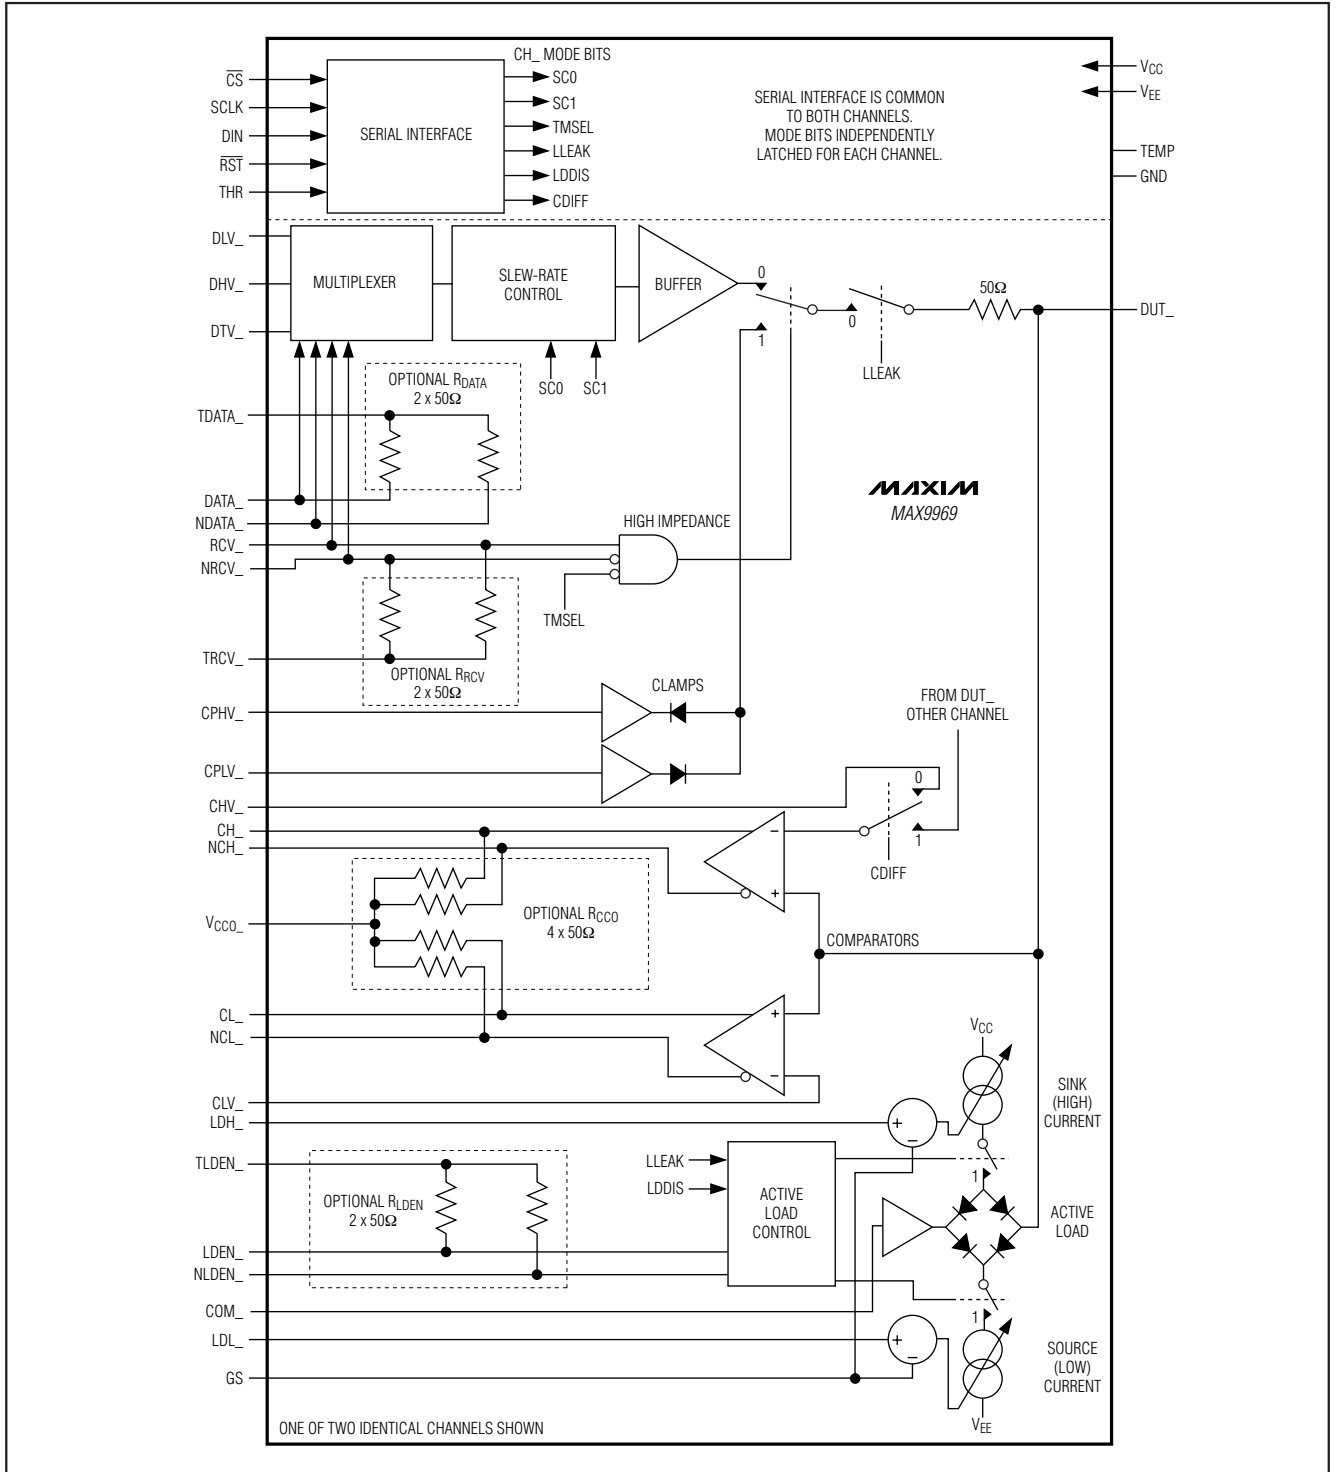 CH_ MODE BITS
C̅S̅
SCLK
DIN
R̅S̅T̅
THR
SERIAL INTERFACE
SC0
SC1
TMSEL
LLEAK
LDDIS
CDIFF
SERIAL INTERFACE IS COMMON
TO BOTH CHANNELS.
MODE BITS INDEPENDENTLY
LATCHED FOR EACH CHANNEL.
VCC
VEE
TEMP
GND
DLV_
DHV_
DTV_
MULTIPLEXER
SLEW-RATE
CONTROL
BUFFER
0
1
0
LLEAK
50Ω
DUT_
SC0
SC1
OPTIONAL RDATA
2 x 50Ω
TDATA_
DATA_
NDATA_
RCV_
NRCV_
HIGH IMPEDANCE
TMSEL
MAXIM
MAX9969
TRCV_
OPTIONAL RRCV
2 x 50Ω
CLAMPS
CPHV_
CPLV_
FROM DUT_
OTHER CHANNEL
0
1
CDIFF
CHV_
CH_
NCH_
−
+
VCCO_
OPTIONAL RCCO
4 x 50Ω
COMPARATORS
CL_
NCL_
+
−
CLV_
LDH_
+
−
VCC
SINK
(HIGH)
CURRENT
1
TLDEN_
OPTIONAL RLDEN
2 x 50Ω
LLEAK
LDDIS
ACTIVE
LOAD
CONTROL
ACTIVE
LOAD
LDEN_
NLDEN_
COM_
LDL_
GS
+
−
1
SOURCE
(LOW)
CURRENT
VEE
ONE OF TWO IDENTICAL CHANNELS SHOWN